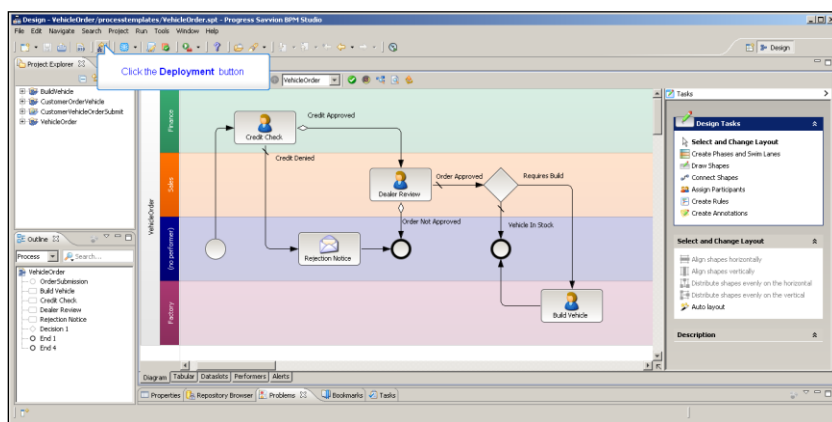 Design - VehicleOrder/processtemplates/VehicleOrder.spt - Progress Savvion BPM Studio
File Edit Navigate Search Project Run Tools Window Help
Design
Project Explorer
Click the Deployment button
VehicleOrder
BuildVehicle
CustomerOrderVehicle
CustomerVehicleOrderSubmit
VehicleOrder
Outline
Process
Search...
VehicleOrder
OrderSubmission
Build Vehicle
Credit Check
Dealer Review
Rejection Notice
Decision 1
End 1
End 4
VehicleOrder
Finance
Credit Approved
Credit Check
Credit Denied
Sales
Order Approved
Requires Build
Dealer Review
(no performer)
Order Not Approved
Vehicle In Stock
Rejection Notice
Factory
Build Vehicle
Diagram Tabular Dataslots Performers Alerts
Properties Repository Browser Problems Bookmarks Tasks
Tasks
Design Tasks
Select and Change Layout
Create Phases and Swim Lanes
Draw Shapes
Connect Shapes
Assign Participants
Create Rules
Create Annotations
Select and Change Layout
Align shapes horizontally
Align shapes vertically
Distribute shapes evenly on the horizontal
Distribute shapes evenly on the vertical
Auto layout
Description